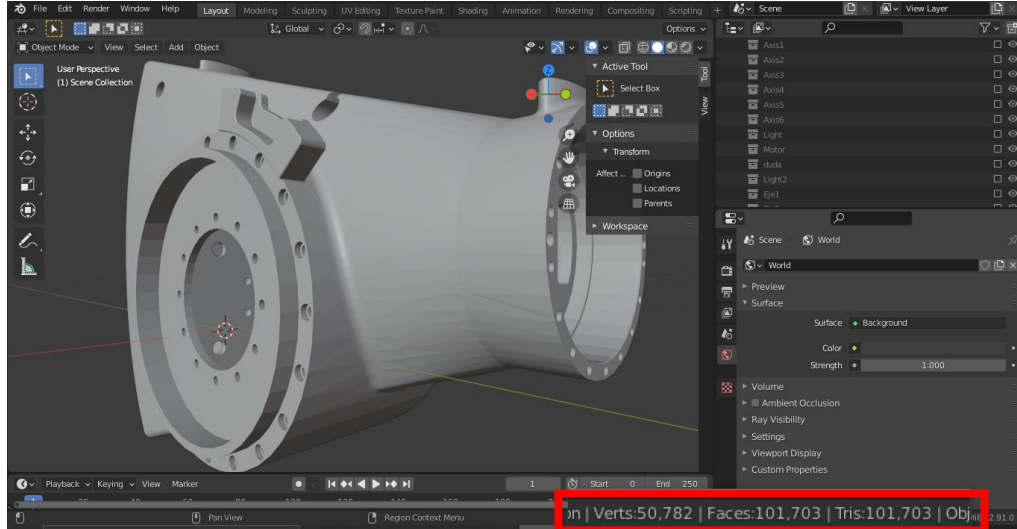 File Edit Render Window Help Layout Modeling Sculpting UV Editing Texture Paint Shading Animation Rendering Compositing Scripting + Scene View Layer
Global Options
Object Mode View Select Add Object
User Perspective
(1) Scene Collection
Z
Active Tool
Select Box
Options
Transform
Affect ... Origins
Locations
Parents
Workspace
Tool
View
Axis1
Axis2
Axis3
Axis4
Axis5
Axis6
Light
Motor
duda
Light2
Eje1
Scene World
World
Preview
Surface
Surface Background
Color
Strength 1.000
Volume
Ambient Occlusion
Ray Visibility
Settings
Viewport Display
Custom Properties
Playback Keying View Marker 1 Start 0 End 250
Pan View Region Context Menu
on | Verts:50,782 | Faces:101,703 | Tris:101,703 | Obj
2.91.0